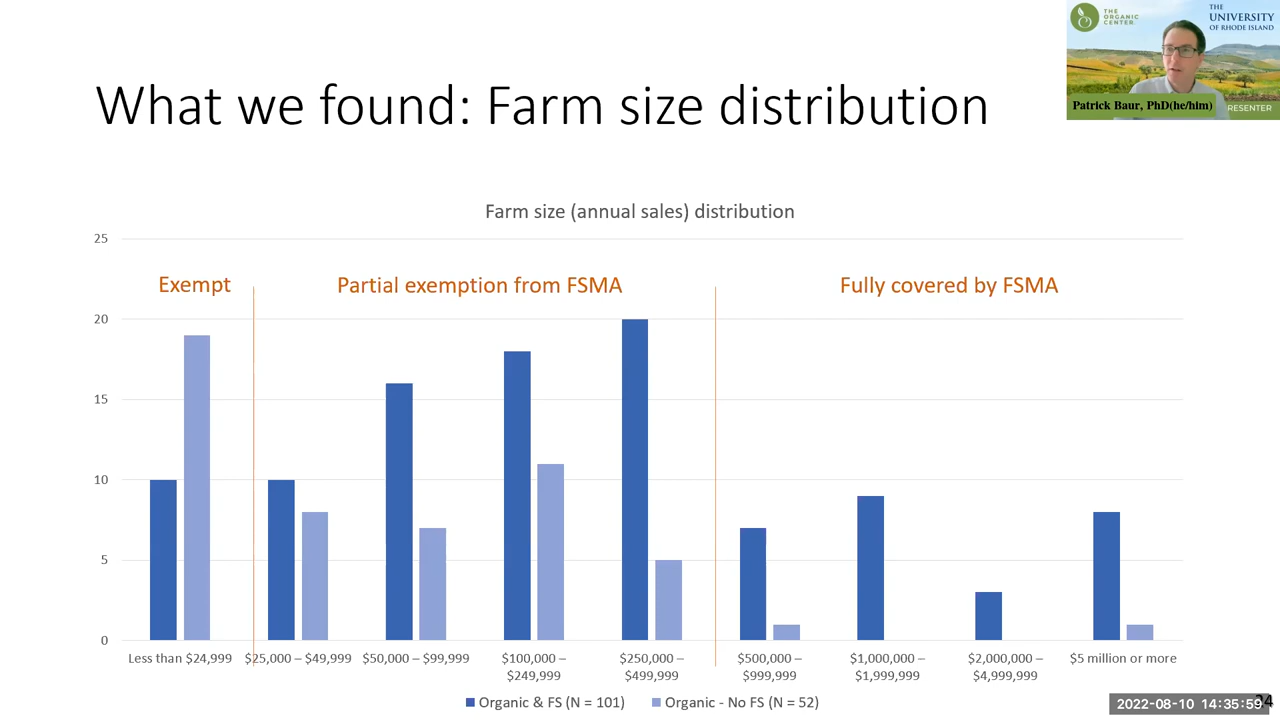 THE
ORGANIC
CENTER
THE
UNIVERSITY
OF RHODE ISLAND
Patrick Baur, PhD(he/him)
RESENTER
What we found: Farm size distribution
Farm size (annual sales) distribution
25
20
15
10
5
0
Exempt
Partial exemption from FSMA
Fully covered by FSMA
Less than $24,999
$25,000 – $49,999
$50,000 – $99,999
$100,000 –
$249,999
$250,000 –
$499,999
$500,000 –
$999,999
$1,000,000 –
$1,999,999
$2,000,000 –
$4,999,999
$5 million or more
Organic & FS (N = 101)
Organic - No FS (N = 52)
2022-08-10 14:35:59